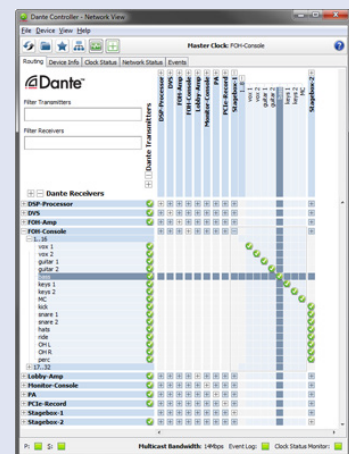 Dante Controller - Network View
File Device View Help
Master Clock: FOH-Console
Routing Device Info Clock Status Network Status Events
Dante™
Filter Transmitters
Filter Receivers
Dante Transmitters
DSP-Processor
DVS
FOH-Amp
FOH-Console
Lobby-Amp
Monitor-Console
PA
PCIe-Record
Stagebox-1
vox 1
vox 2
guitar 1
guitar 2
keys 1
keys 2
MC
Stagebox-2
Dante Receivers
DSP-Processor
DVS
FOH-Amp
FOH-Console
1..16
vox 1
vox 2
guitar 1
guitar 2
bass
keys 1
keys 2
MC
kick
snare 1
snare 2
hats
ride
OH L
OH R
perc
17..32
Lobby-Amp
Monitor-Console
PA
PCIe-Record
Stagebox-1
Stagebox-2
P: S: Multicast Bandwidth: 14Mbps Event Log: Clock Status Monitor: